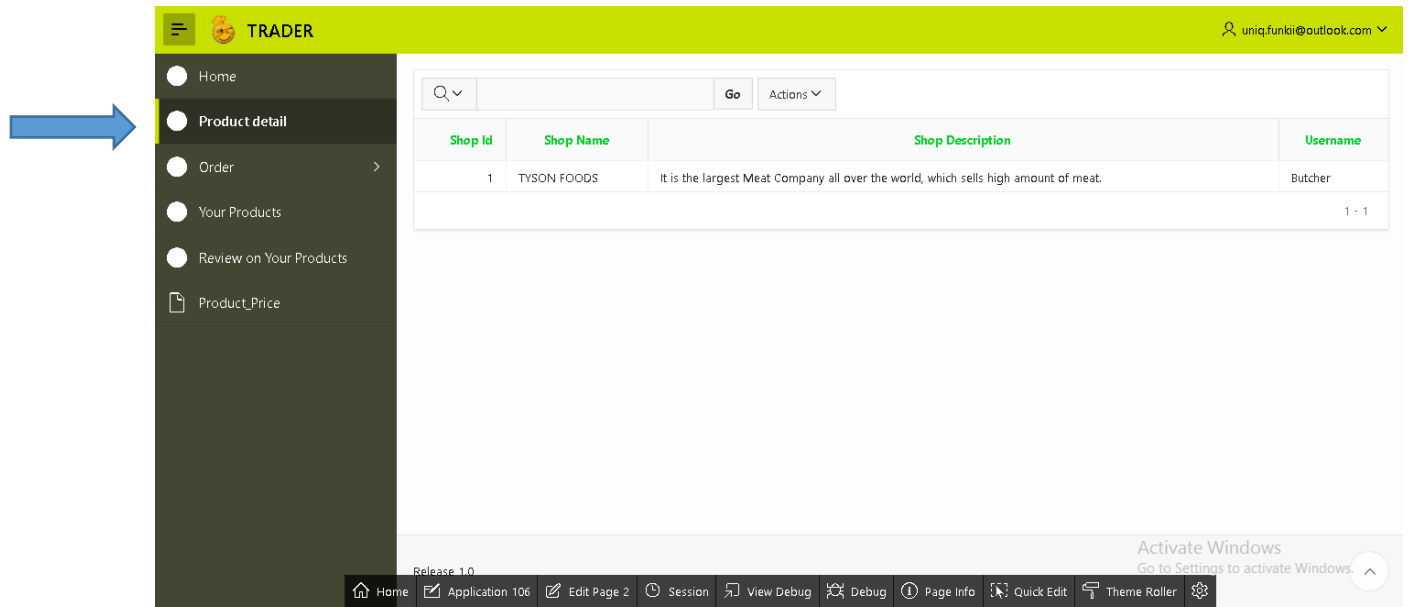 TRADER
uniq.funkii@outlook.com
Home
Product detail
Order
Your Products
Review on Your Products
Product_Price
Go
Actions
Shop Id Shop Name Shop Description Username
1 TYSON FOODS It is the largest Meat Company all over the world, which sells high amount of meat. Butcher
1 - 1
Activate Windows
Go to Settings to activate Windows.
Release 1.0
Home Application 106 Edit Page 2 Session View Debug Debug Page Info Quick Edit Theme Roller